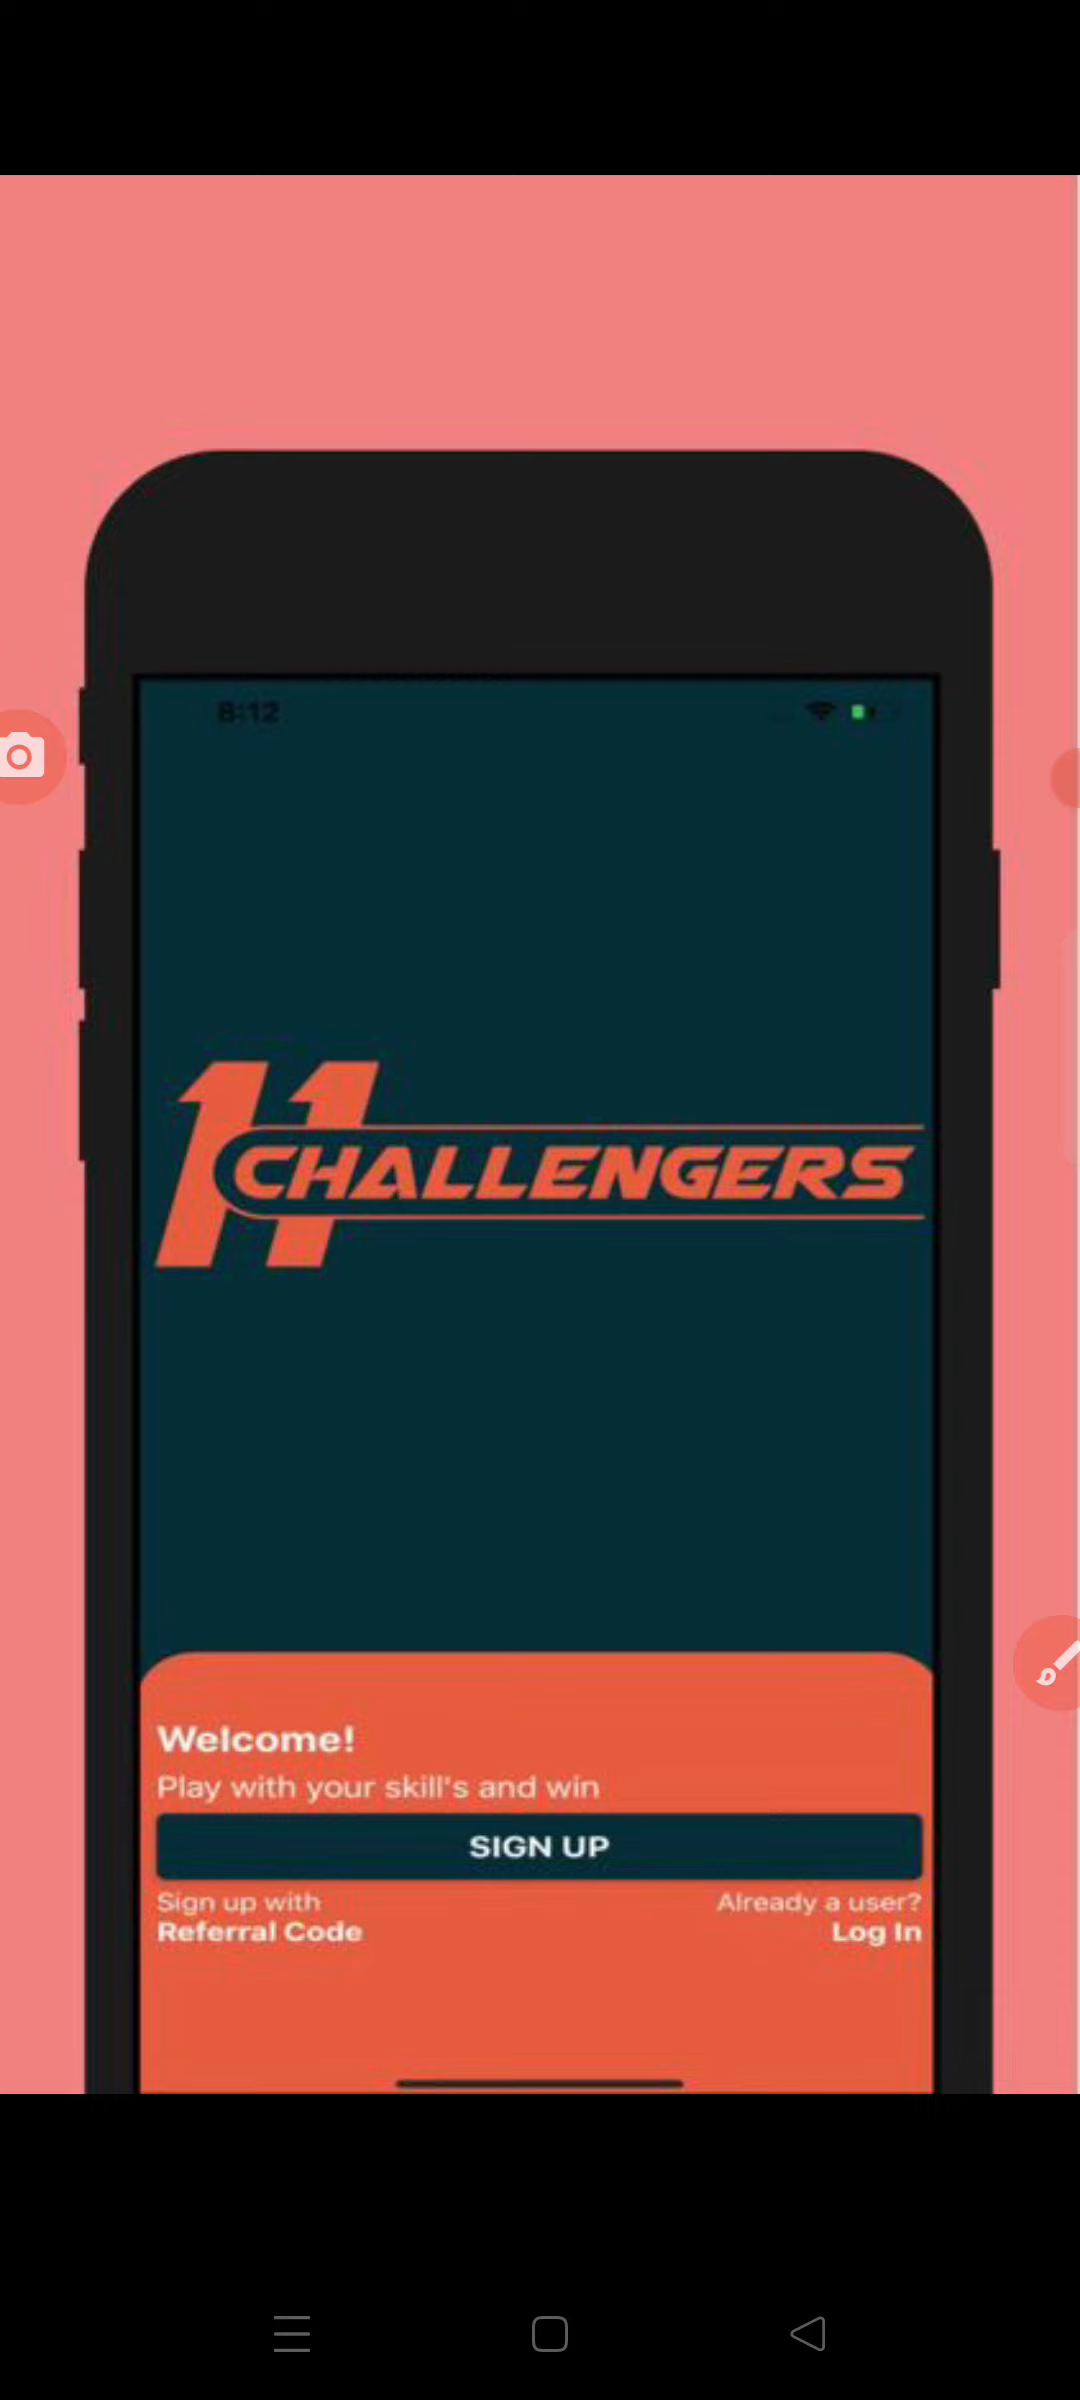 8:12
11 CHALLENGERS
Welcome!
Play with your skill's and win
SIGN UP
Sign up with
Already a user?
Referral Code
Log In